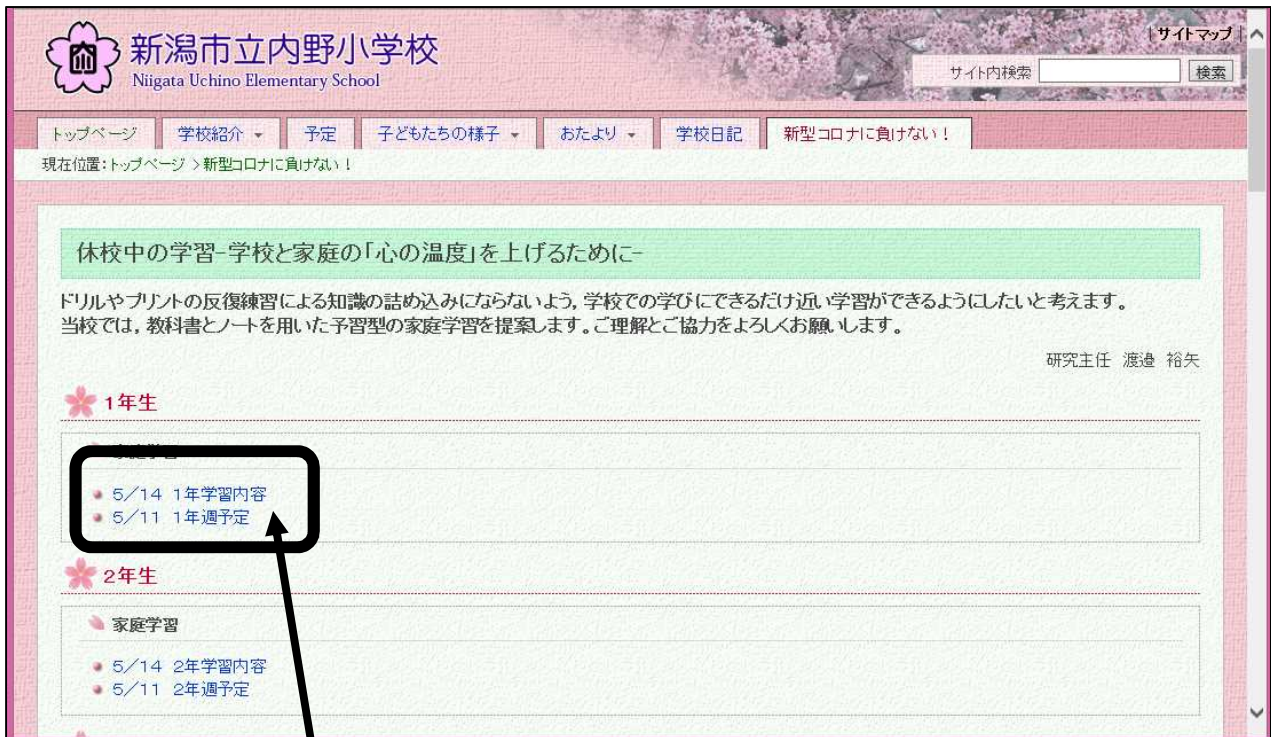 新潟市立内野小学校
Niigata Uchino Elementary School
| サイトマップ |
サイト内検索 検索
トップページ 学校紹介 予定 子どもたちの様子 おたより 学校日記 新型コロナに負けない！
現在位置：トップページ >新型コロナに負けない！
休校中の学習-学校と家庭の「心の温度」を上げるために-
ドリルやプリントの反復練習による知識の詰め込みにならないよう，学校での学びにできるだけ近い学習ができるようにしたいと考えます。
当校では，教科書とノートを用いた予習型の家庭学習を提案します。ご理解とご協力をよろしくお願いします。
研究主任 渡邉 裕矢
1年生
5／14 1年学習内容
5／11 1年週予定
2年生
家庭学習
5／14 2年学習内容
5／11 2年週予定